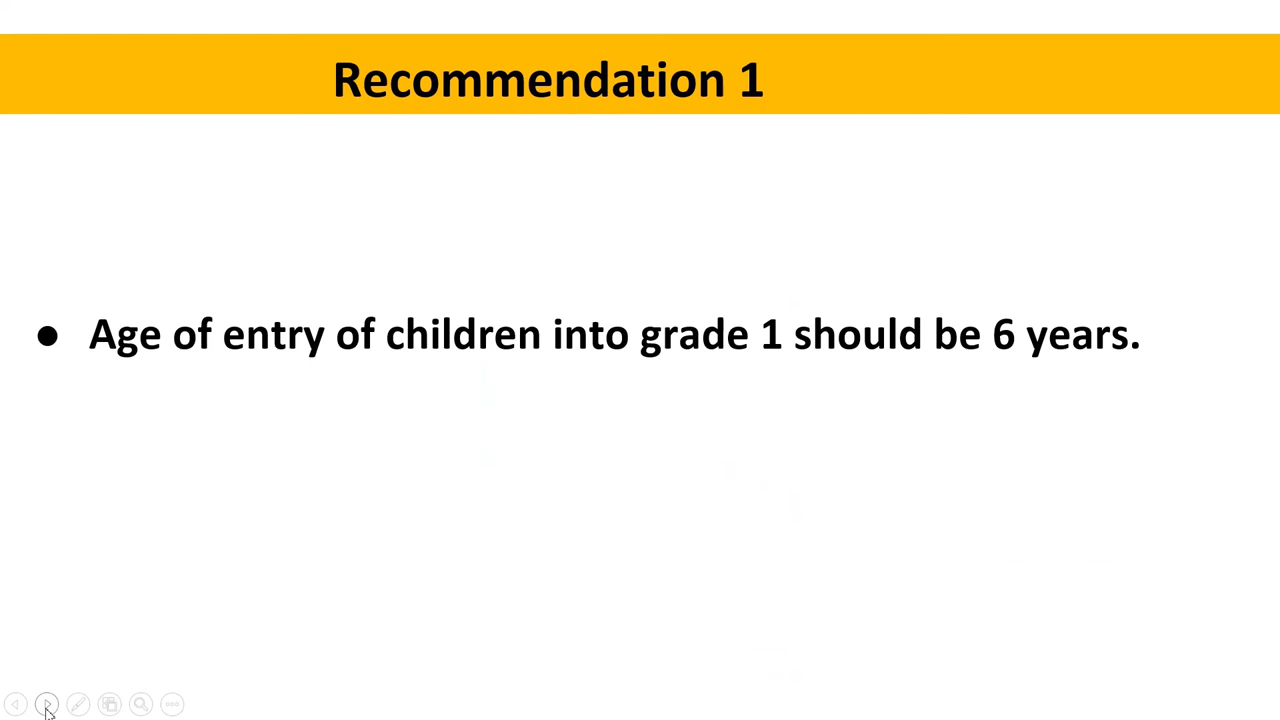 Recommendation 1
● Age of entry of children into grade 1 should be 6 years.